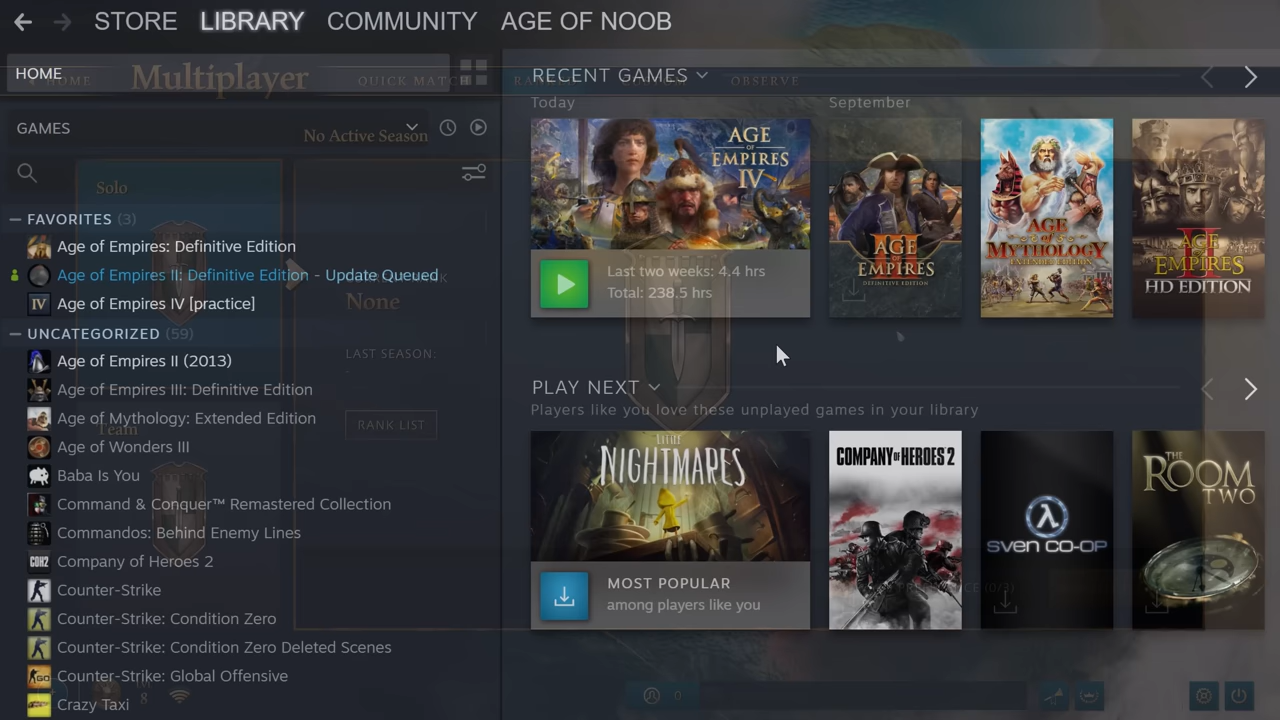 STORE LIBRARY COMMUNITY AGE OF NOOB
HOME
HOME Multiplayer QUICK MATCH OBSERVE
GAMES
No Active Season
Solo
FAVORITES (3)
Age of Empires: Definitive Edition
Age of Empires II: Definitive Edition - Update Queued
IV Age of Empires IV [practice]
None
UNCATEGORIZED (59)
LAST SEASON:
-
Age of Empires II (2013)
Age of Empires III: Definitive Edition
Age of Mythology: Extended Edition
RANK LIST
Team
Age of Wonders III
Baba Is You
Command & Conquer™ Remastered Collection
Commandos: Behind Enemy Lines
COH2 Company of Heroes 2
Counter-Strike
Counter-Strike: Condition Zero
Counter-Strike: Condition Zero Deleted Scenes
GO Counter-Strike: Global Offensive
Crazy Taxi
8
RECENT GAMES
Today
AGE OF EMPIRES IV
Last two weeks: 4.4 hrs
Total: 238.5 hrs
September
AGE OF EMPIRES III
DEFINITIVE EDITION
AGE of MYTHOLOGY
EXTENDED EDITION
AGE of EMPIRES II
HD EDITION
PLAY NEXT
Players like you love these unplayed games in your library
LITTLE NIGHTMARES
MOST POPULAR
among players like you
COMPANY OF HEROES 2
SVEN CO-OP
THE ROOM TWO
0